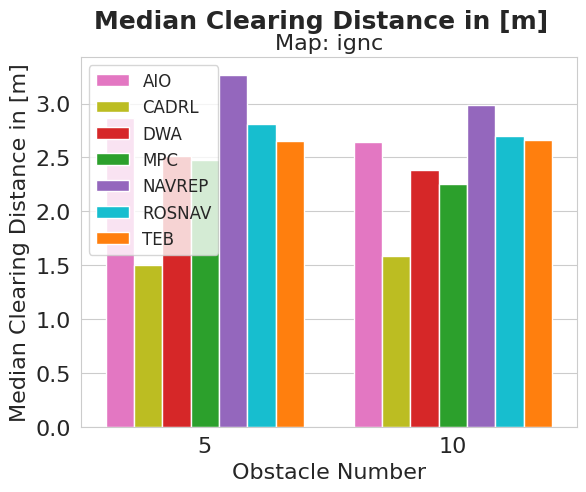 Median Clearing Distance in [m]
Map: ignc
Median Clearing Distance in [m]
3.0
2.5
2.0
1.5
1.0
0.5
0.0
AIO
CADRL
DWA
MPC
NAVREP
ROSNAV
TEB
5
10
Obstacle Number